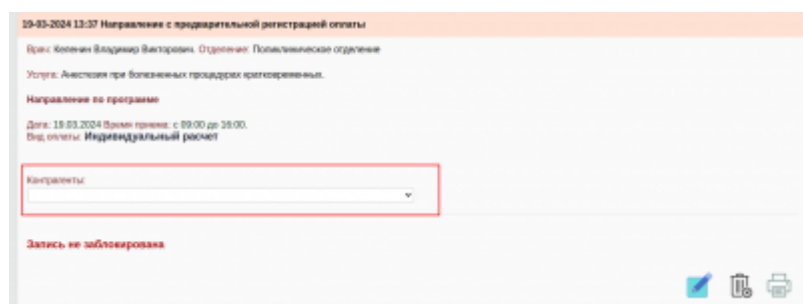 19-03-2024 13:37 Направление с предварительной регистрацией оплаты
Врач: Келенин Владимир Викторович. Отделение: Поликлиническое отделение
Услуга: Анестезия при болезненных процедурах кратковременных.
Направление по программе
Дата: 19.03.2024 Время приема: с 09:00 до 16:00.
Вид оплаты: Индивидуальный расчет
Контрагенты:
Запись не заблокирована